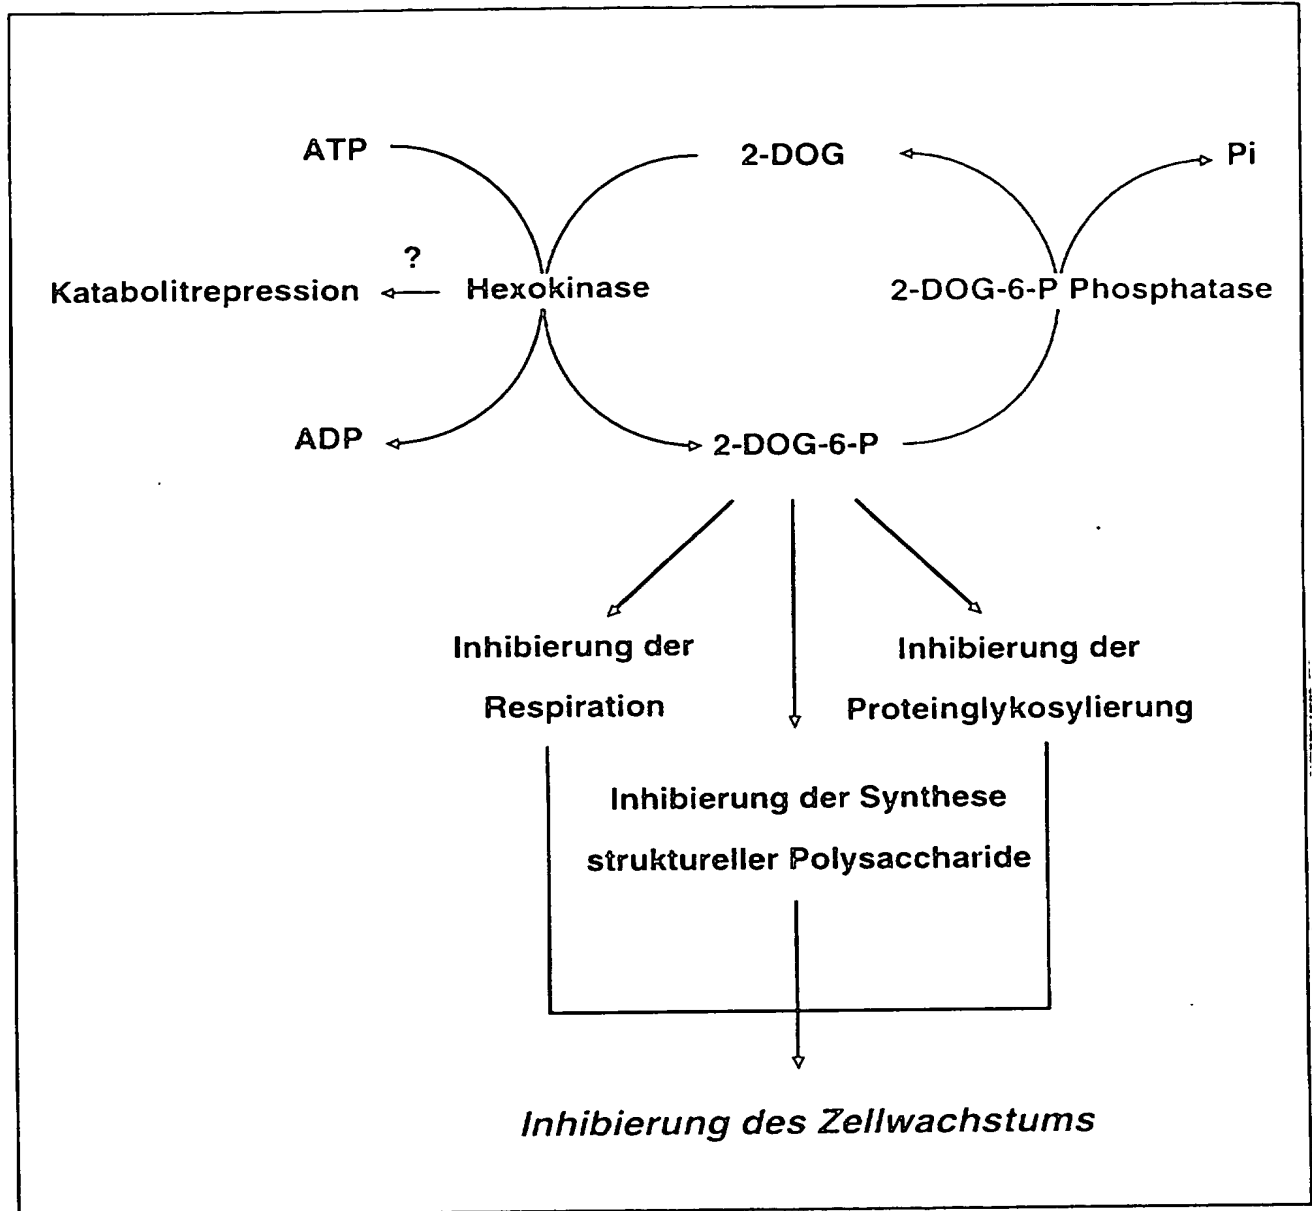 ATP 2-DOG Pi
?
Katabolitrepression Hexokinase 2-DOG-6-P Phosphatase
ADP 2-DOG-6-P
Inhibierung der
Respiration
Inhibierung der
Proteinglykosylierung
Inhibierung der Synthese
struktureller Polysaccharide
Inhibierung des Zellwachstums